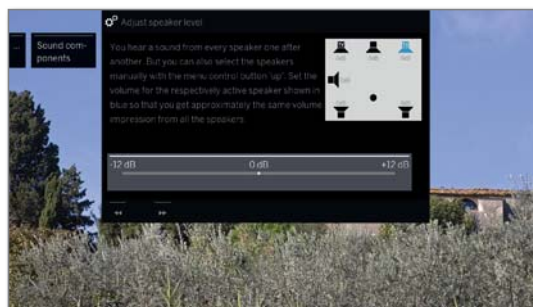 Adjust speaker level
...
Sound com-
ponents
You hear a sound from every speaker one after
another. But you can also select the speakers
manually with the menu control button 'up'. Set the
volume for the respectively active speaker shown in
blue so that you get approximately the same volume
impression from all the speakers.
-12 dB 0 dB +12 dB